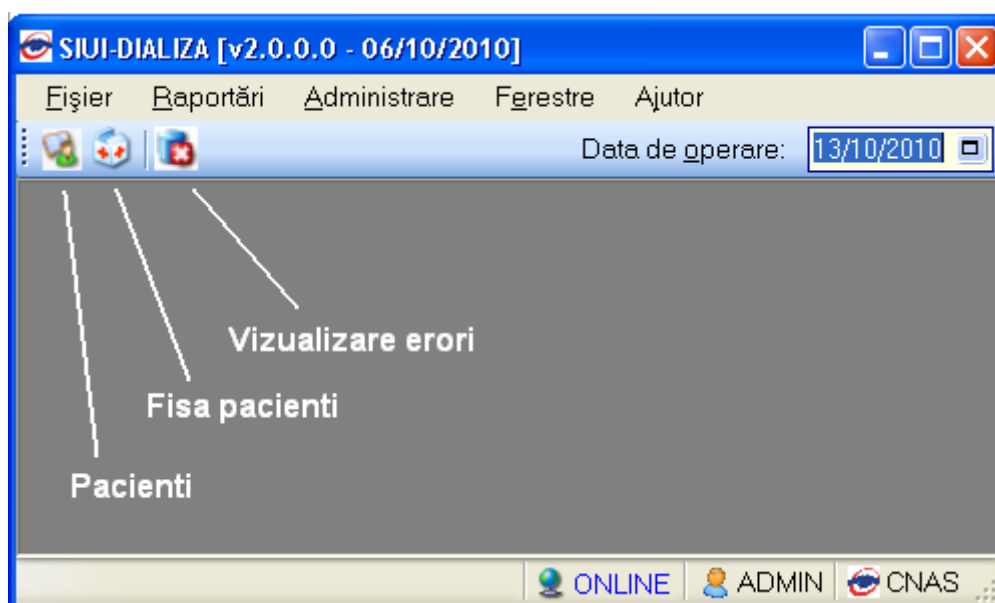 SIUI-DIALIZA [v2.0.0.0 - 06/10/2010]
Fişier Raportări Administrare Ferestre Ajutor
Data de operare: 13/10/2010
Vizualizare erori
Fisa pacienti
Pacienti
ONLINE ADMIN CNAS